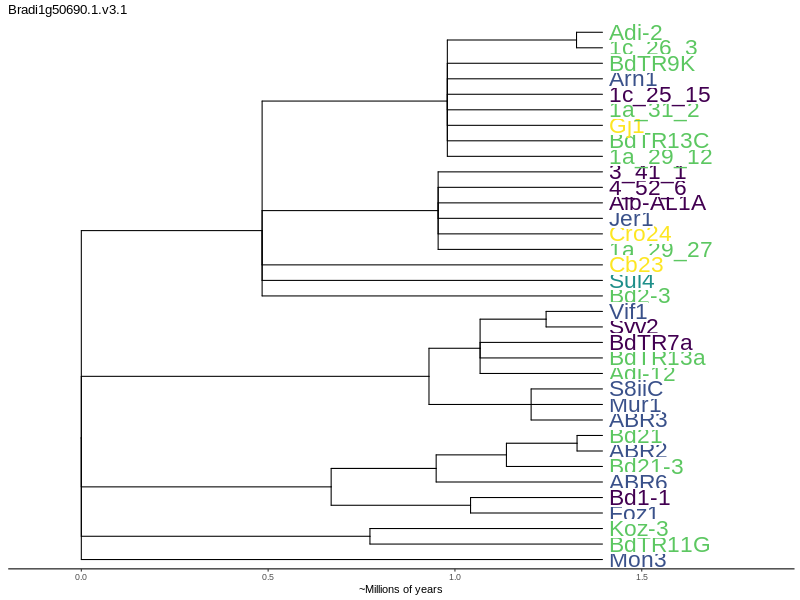 Bradi1g50690.1.v3.1
Adi-2
1c_26_3
BdTR9K
Arn1
1c_25_15
1a_31_2
Gj1
BdTR13C
1a_29_12
3_41_1
4_52_6
Alb-AL1A
Jer1
Cro24
1a_29_27
Cb23
Sul4
Bd2-3
Vif1
Svv2
BdTR7a
BdTR13a
Adi-12
S8iiC
Mur1
ABR3
Bd21
ABR2
Bd21-3
ABR6
Bd1-1
Foz1
Koz-3
BdTR11G
Mon3
0.0 0.5 1.0 1.5
~Millions of years